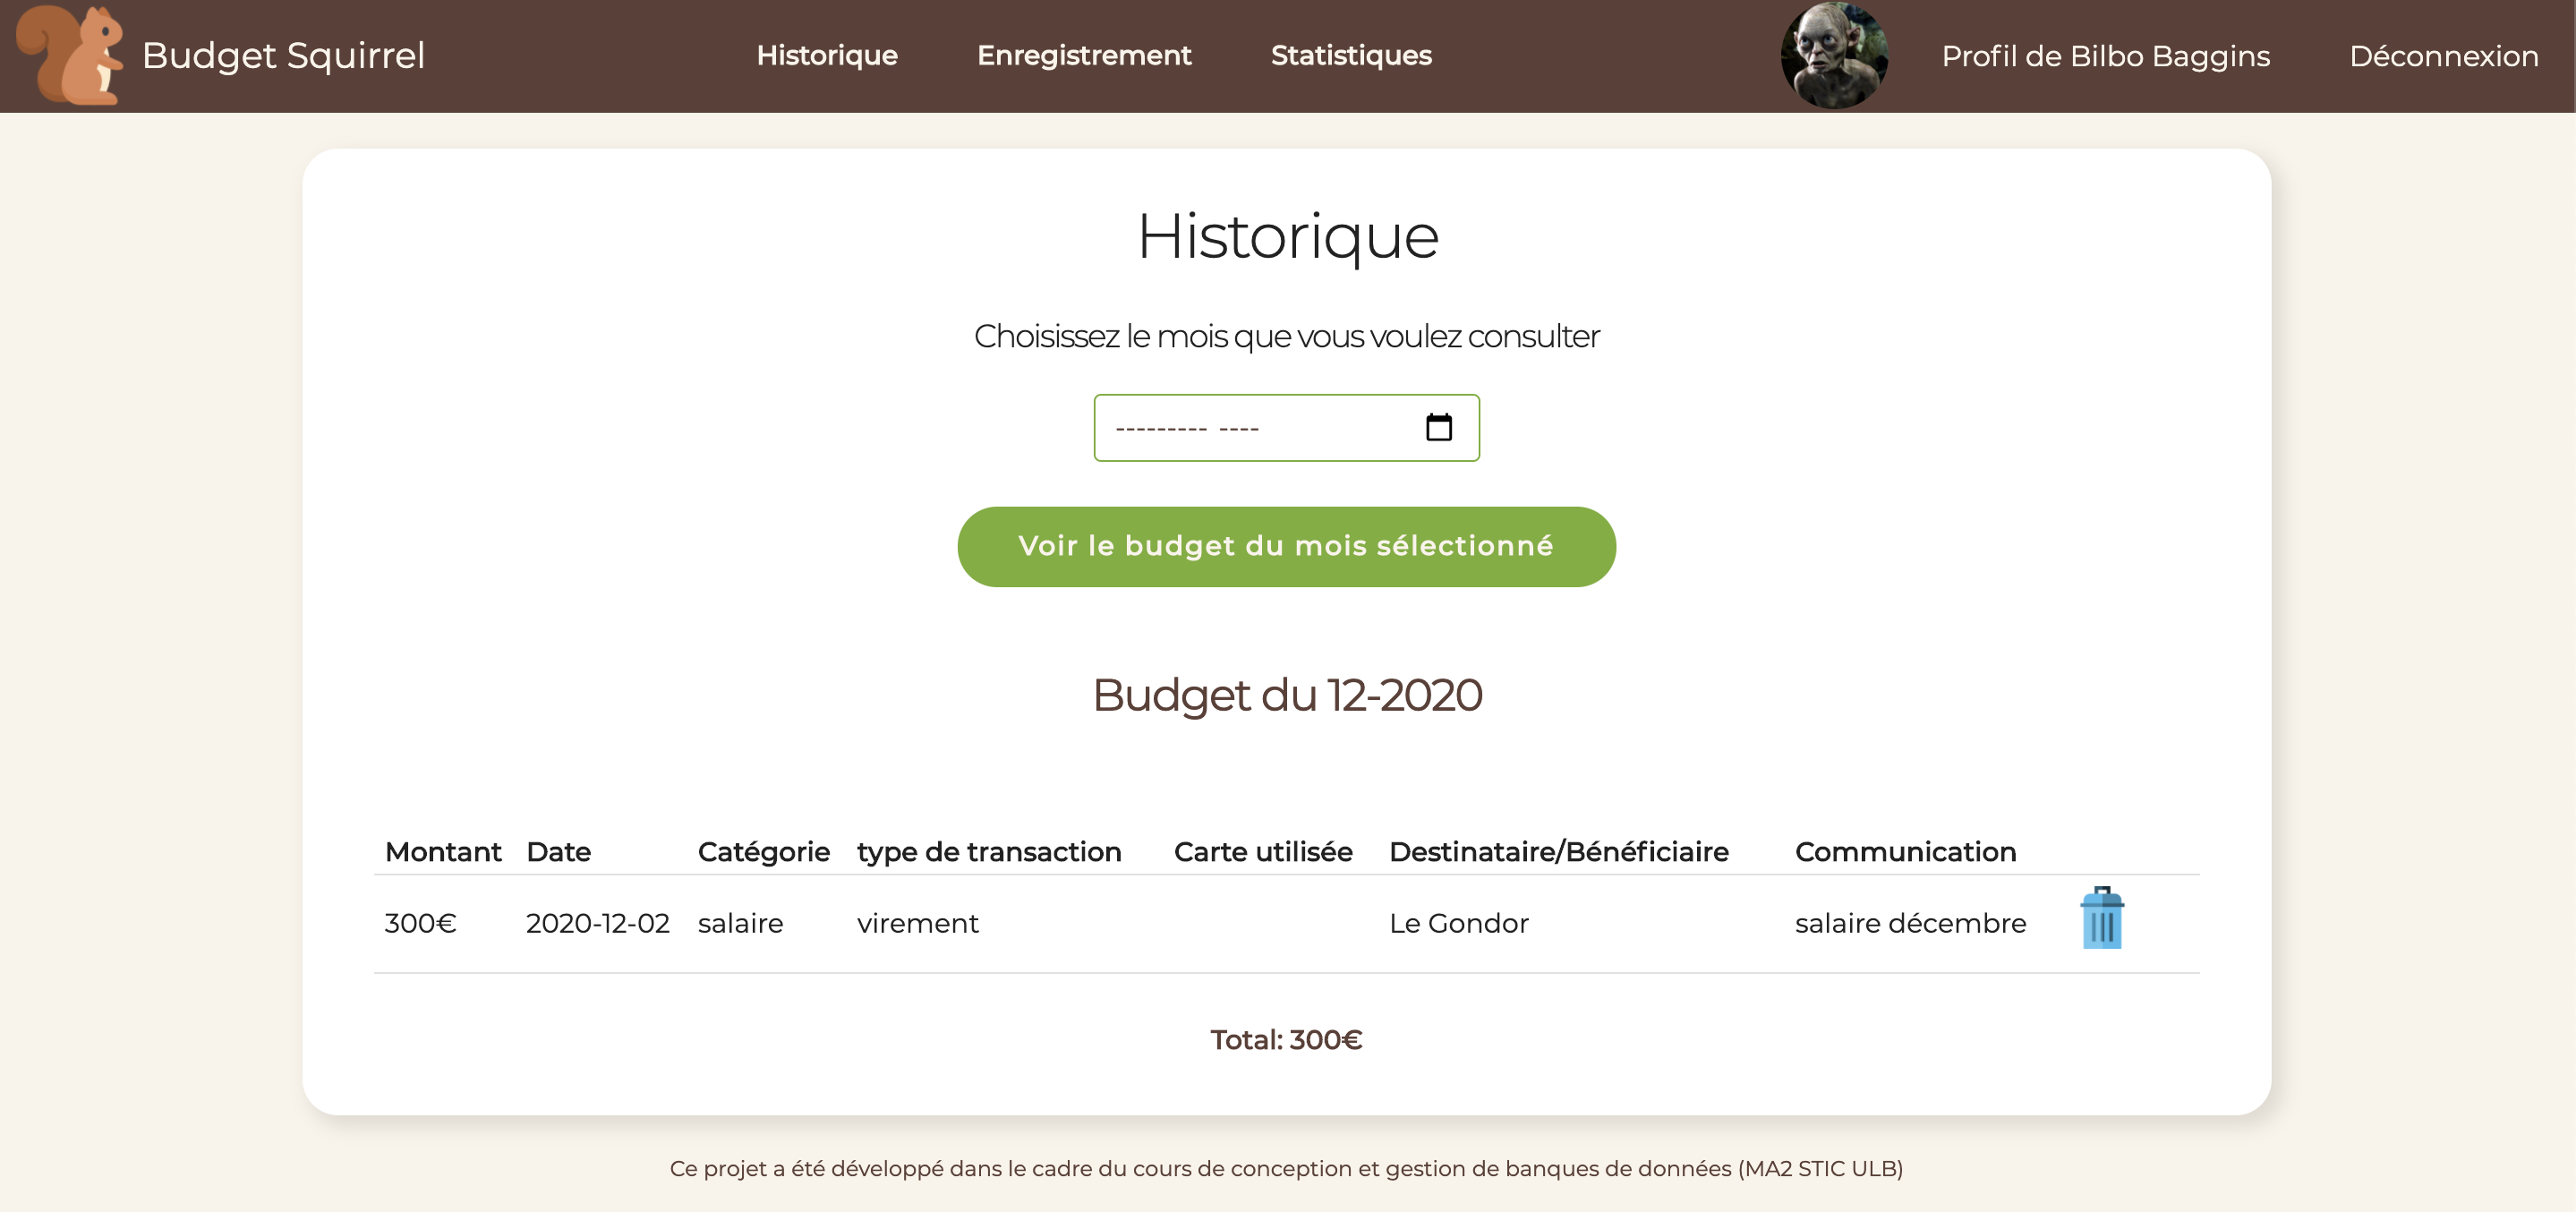 Budget Squirrel Historique Enregistrement Statistiques Profil de Bilbo Baggins Déconnexion
Historique
Choisissez le mois que vous voulez consulter
--------- ----
Voir le budget du mois sélectionné
Budget du 12-2020
Montant Date Catégorie type de transaction Carte utilisée Destinataire/Bénéficiaire Communication
300€ 2020-12-02 salaire virement Le Gondor salaire décembre
Total: 300€
Ce projet a été développé dans le cadre du cours de conception et gestion de banques de données (MA2 STIC ULB)